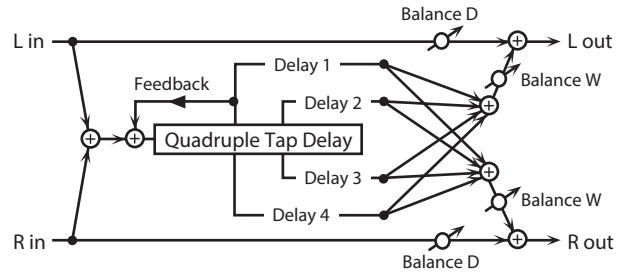 Balance D
L in
L out
Delay 1
Feedback
Balance W
Delay 2
Quadruple Tap Delay
Delay 3
Balance W
Delay 4
R in
R out
Balance D